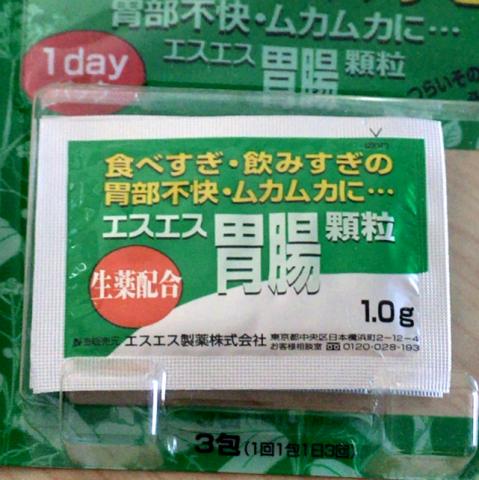 胃部不快・ムカムカに…
エスエス胃腸顆粒
1day
パック
つらいその
食べすぎ・飲みすぎの
胃部不快・ムカムカに…
エスエス胃腸顆粒
生薬配合
1.0g
製造販売元 エスエス製薬株式会社
東京都中央区日本橋浜町2-12-4
お客様相談室 0120-028-193
3包(1回1包1日3回)